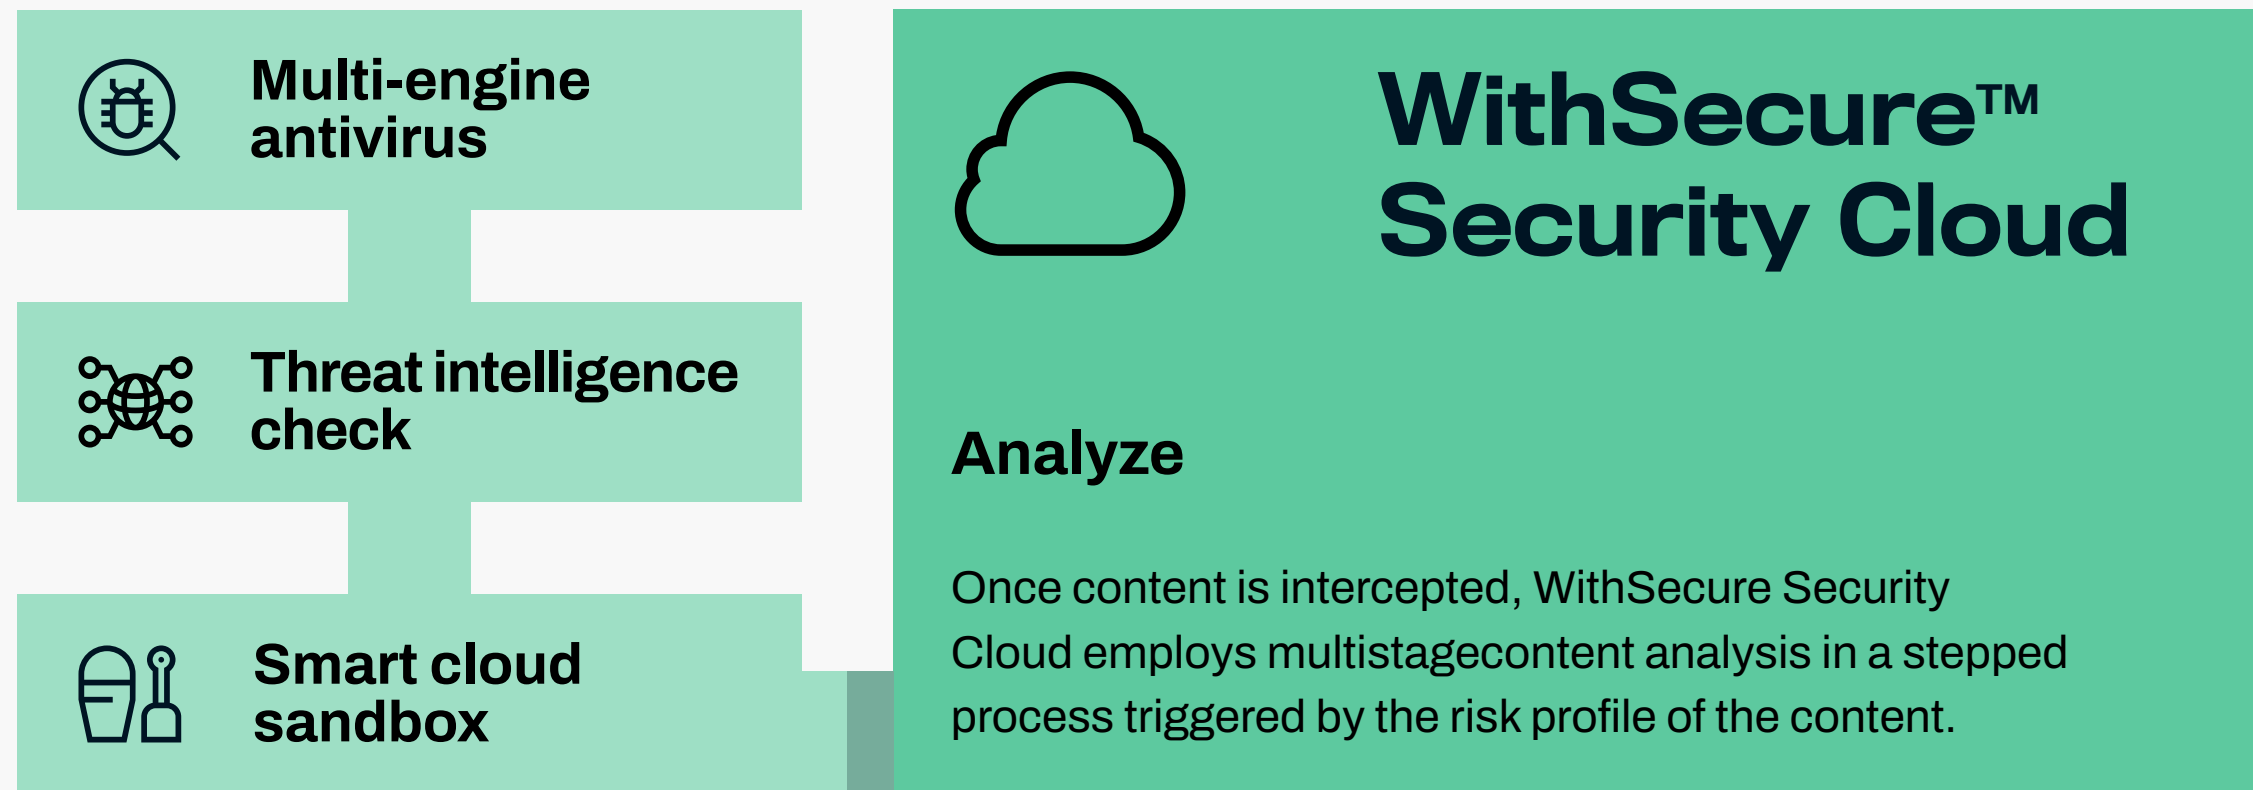 Multi-engine
antivirus
Threat intelligence
check
Smart cloud
sandbox
WithSecure™
Security Cloud
Analyze
Once content is intercepted, WithSecure Security
Cloud employs multistagecontent analysis in a stepped
process triggered by the risk profile of the content.